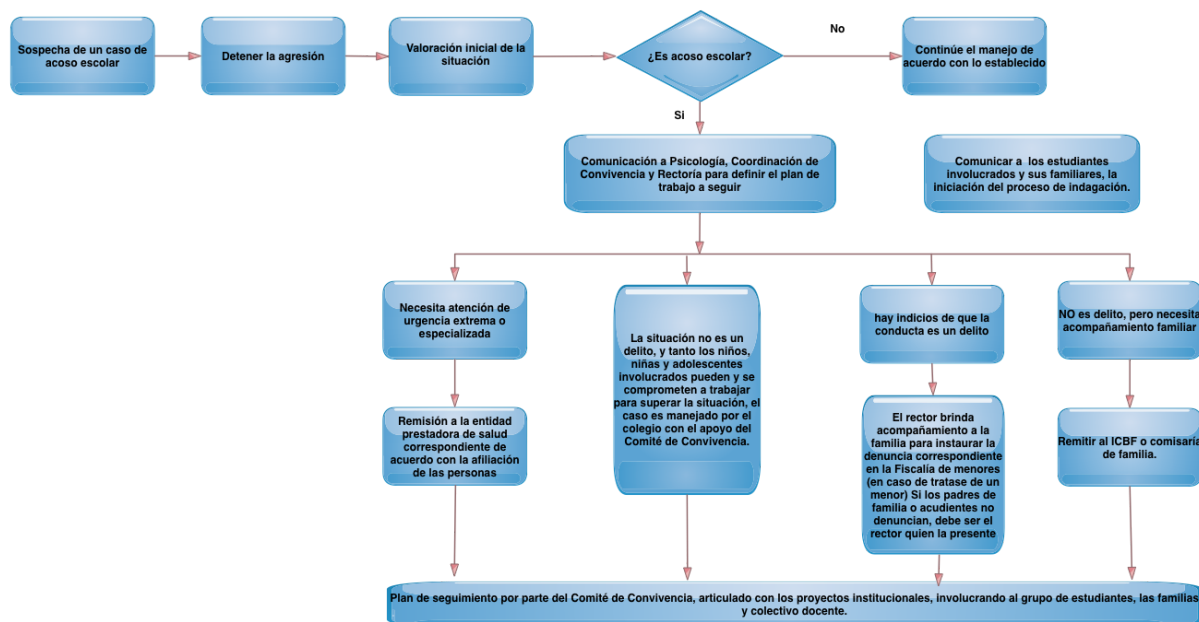 Sospecha de un caso de
acoso escolar
Detener la agresión
Valoración inicial de la
situación
¿Es acoso escolar?
No
Continúe el manejo de
acuerdo con lo establecido
Si
Comunicación a Psicología, Coordinación de
Convivencia y Rectoría para definir el plan de
trabajo a seguir
Comunicar a los estudiantes
involucrados y sus familiares, la
iniciación del proceso de indagación.
Necesita atención de
urgencia extrema o
especializada
La situación no es un
delito, y tanto los niños,
niñas y adolescentes
involucrados pueden y se
comprometen a trabajar
para superar la situación, el
caso es manejado por el
colegio con el apoyo del
Comité de Convivencia.
hay indicios de que la
conducta es un delito
NO es delito, pero necesita
acompañamiento familiar
Remisión a la entidad
prestadora de salud
correspondiente de
acuerdo con la afiliación
de las personas
El rector brinda
acompañamiento a la
familia para instaurar la
denuncia correspondiente
en la Fiscalía de menores
(en caso de tratase de un
menor) Si los padres de
familia o acudientes no
denuncian, debe ser el
rector quien la presente
Remitir al ICBF o comisaría
de familia.
Plan de seguimiento por parte del Comité de Convivencia, articulado con los proyectos institucionales, involucrando al grupo de estudiantes, las familias
y colectivo docente.